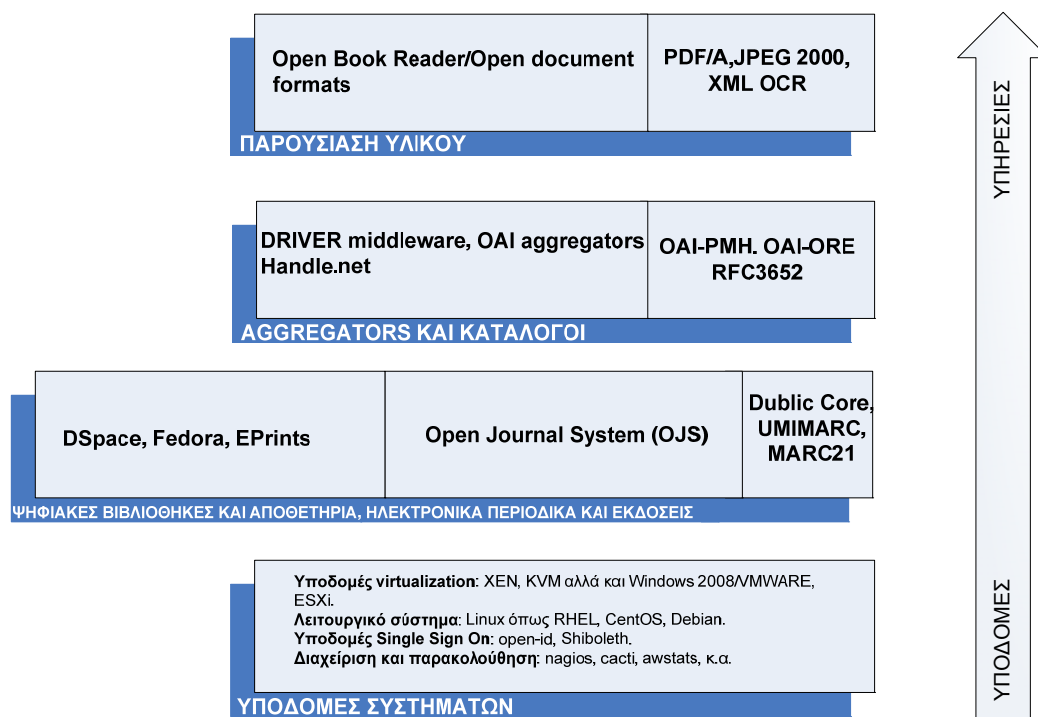 Open Book Reader/Open document
formats
PDF/A,JPEG 2000,
XML OCR
ΠΑΡΟΥΣΙΑΣΗ ΥΛΙΚΟΥ
DRIVER middleware, OAI aggregators
Handle.net
OAI-PMH. OAI-ORE
RFC3652
AGGREGATORS ΚΑΙ ΚΑΤΑΛΟΓΟΙ
DSpace, Fedora, EPrints
Open Journal System (OJS)
Dublic Core,
UMIMARC,
MARC21
ΨΗΦΙΑΚΕΣ ΒΙΒΛΙΟΘΗΚΕΣ ΚΑΙ ΑΠΟΘΕΤΗΡΙΑ, ΗΛΕΚΤΡΟΝΙΚΑ ΠΕΡΙΟΔΙΚΑ ΚΑΙ ΕΚΔΟΣΕΙΣ
Υποδομές virtualization: XEN, KVM αλλά και Windows 2008/VMWARE,
ESXi.
Λειτουργικό σύστημα: Linux όπως RHEL, CentOS, Debian.
Υποδομές Single Sign On: open-id, Shiboleth.
Διαχείριση και παρακολούθηση: nagios, cacti, awstats, κ.α.
ΥΠΟΔΟΜΕΣ ΣΥΣΤΗΜΑΤΩΝ
ΥΠΗΡΕΣΙΕΣ
ΥΠΟΔΟΜΕΣ